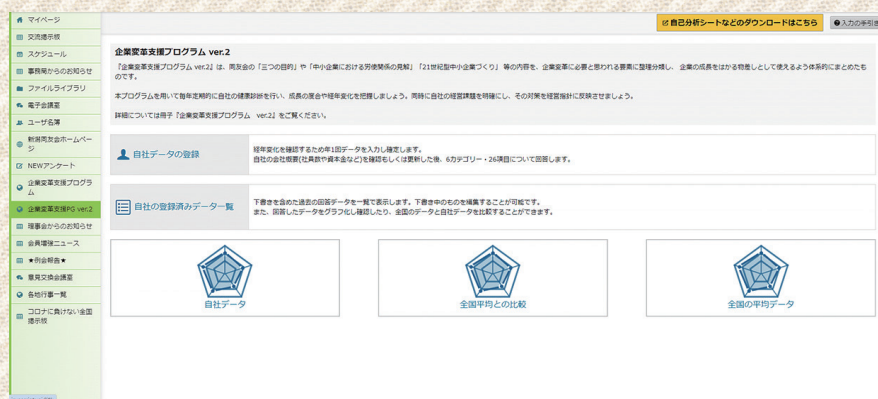 マイページ
交流掲示板
スケジュール
事務局からのお知らせ
ファイルライブラリ
電子会議室
ユーザ名簿
新潟同友会ホームページ
NEWアンケート
企業変革支援プログラム
企業変革支援PG ver.2
理事会からのお知らせ
会員増強ニュース
★例会報告★
意見交換会議室
各地行事一覧
コロナに負けない全国掲示板
自己分析シートなどのダウンロードはこちら
入力の手引き
企業変革支援プログラム ver.2
『企業変革支援プログラム ver.2』は、同友会の「三つの目的」や「中小企業における労使関係の見解」「21世紀型中小企業づくり」 等の内容を、企業変革に必要と思われる要素に整理分類し、 企業の成長をはかる物差しとして使えるよう体系的にまとめたも
のです。
本プログラムを用いて毎年定期的に自社の健康診断を行い、成長の度合や経年変化を把握しましょう。同時に自社の経営課題を明確にし、その対策を経営指針に反映させましょう。
詳細については冊子『企業変革支援プログラム ver.2』をご覧ください。
自社データの登録
経年変化を確認するため年1回データを入力し確定します。
自社の会社概要(社員数や資本金など)を確認もしくは更新した後、6カテゴリー・26項目について回答します。
自社の登録済みデータ一覧
下書きを含めた過去の回答データを一覧で表示します。下書き中のものを編集することが可能です。
また、回答したデータをグラフ化し確認したり、全国のデータと自社データを比較することができます。
自社データ
全国平均との比較
全国の平均データ